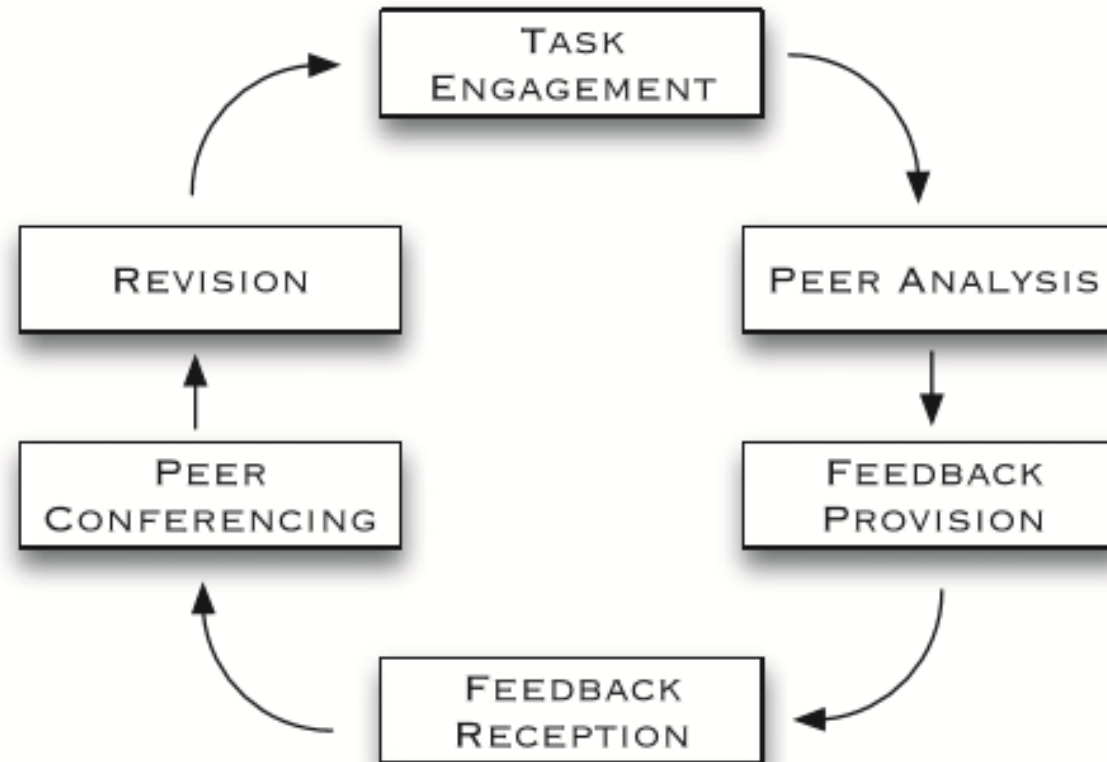 TASK
ENGAGEMENT
PEER ANALYSIS
FEEDBACK
PROVISION
FEEDBACK
RECEPTION
PEER
CONFERENCING
REVISION